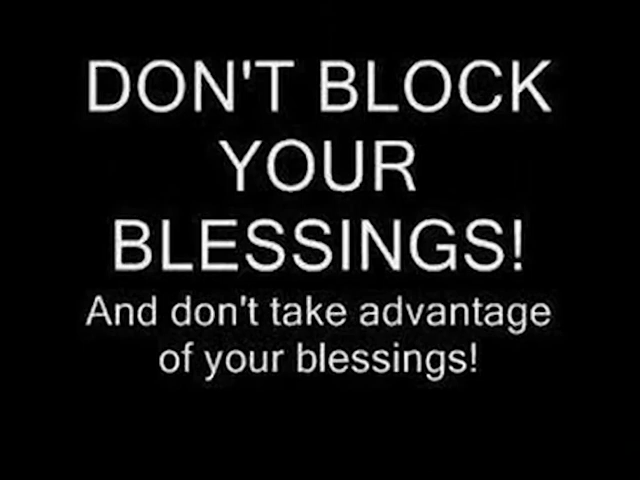 DON'T BLOCK
YOUR
BLESSINGS!
And don't take advantage
of your blessings!